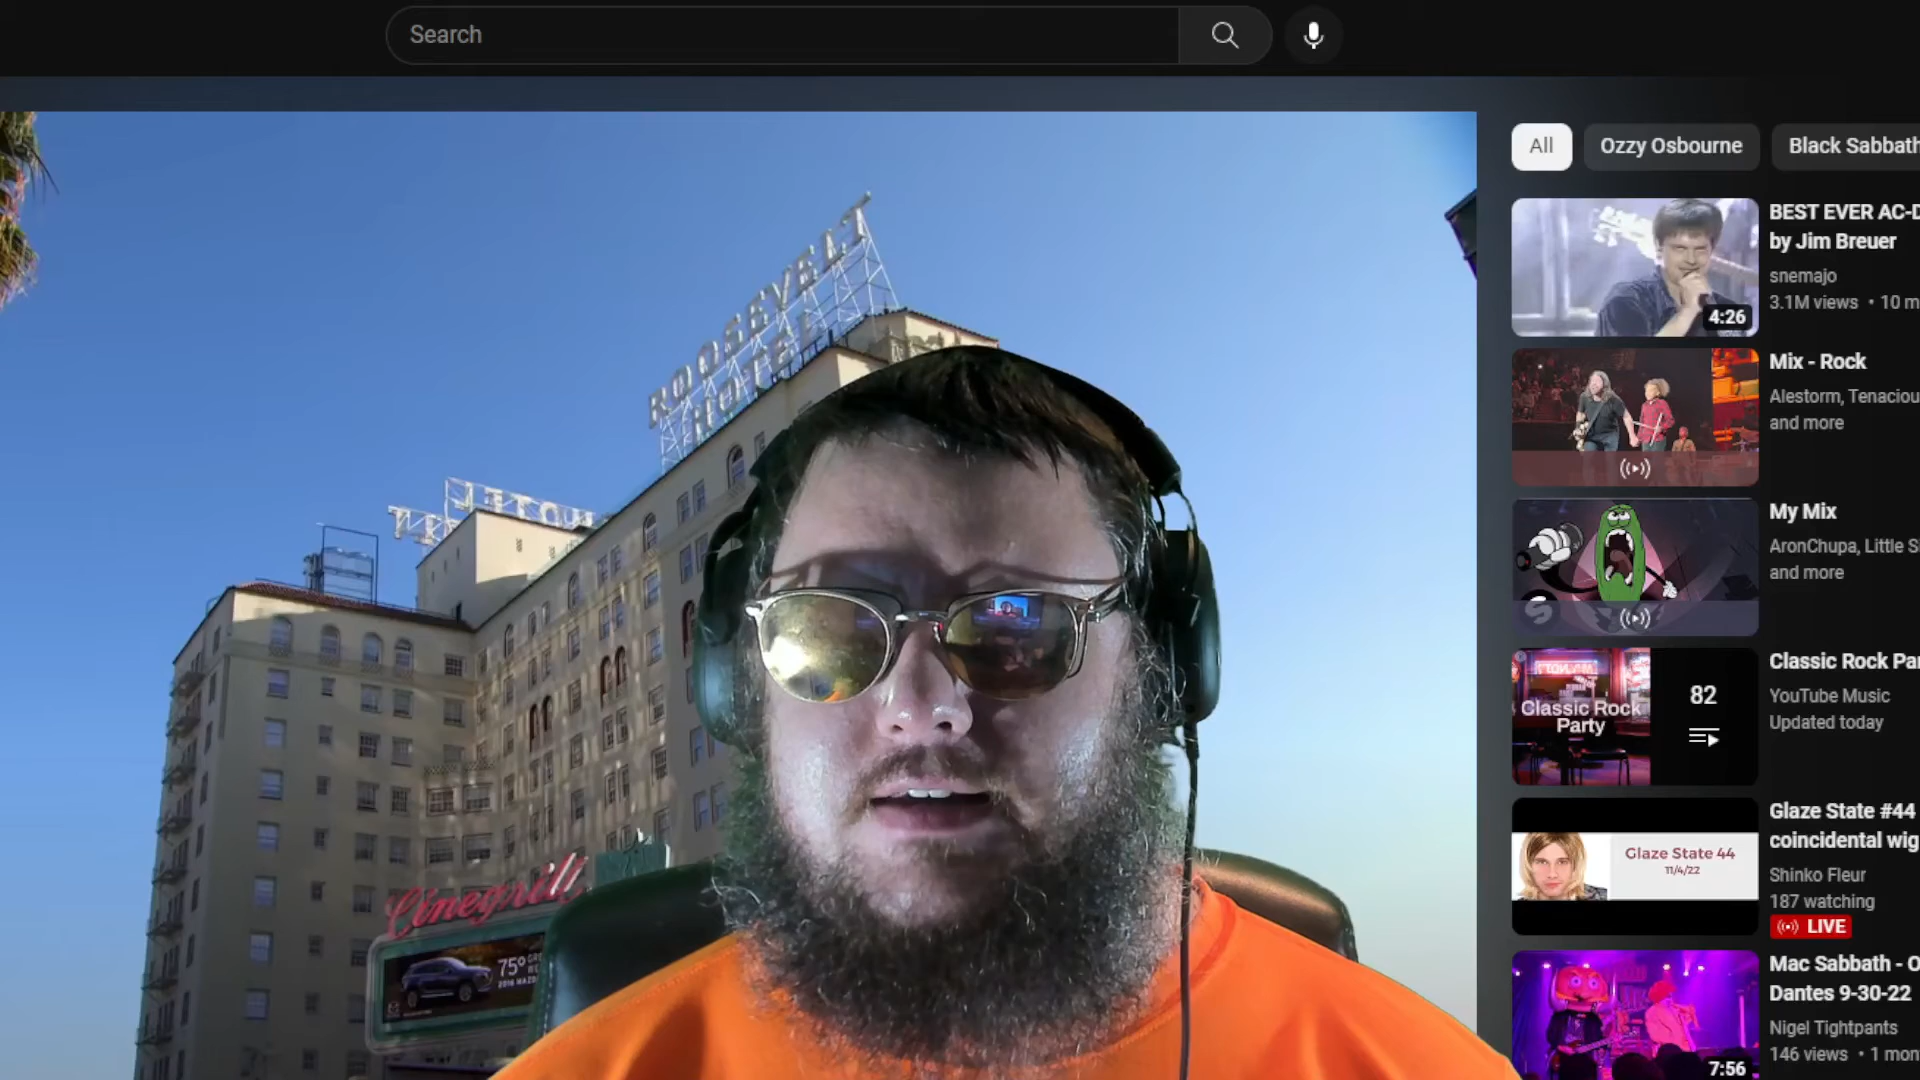 Search
All
Ozzy Osbourne
Black Sabbath
ROOSEVELT
HOTEL
HOTEL
Cinegrill
75°
4:26
BEST EVER AC-D
by Jim Breuer
snemajo
3.1M views • 10 m
Mix - Rock
Alestorm, Tenaciou
and more
My Mix
AronChupa, Little Si
and more
Classic Rock
Party
82
Classic Rock Par
YouTube Music
Updated today
Glaze State 44
11/4/22
Glaze State #44
coincidental wig
Shinko Fleur
187 watching
LIVE
7:56
Mac Sabbath - O
Dantes 9-30-22
Nigel Tightpants
146 views • 1 mon